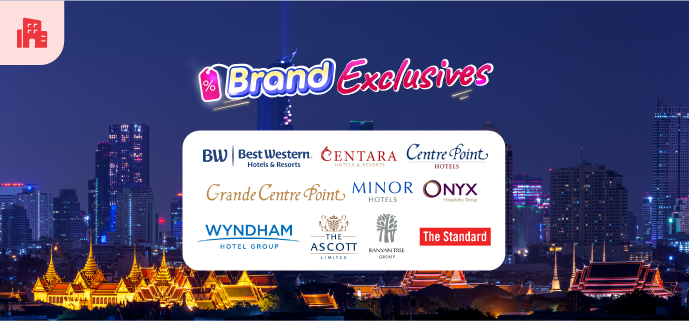 % Brand Exclusives
BW Best Western.
Hotels & Resorts
CENTARA
HOTELS & RESORTS
Centre Point
HOTELS
Grande Centre Point
MINOR
HOTELS
ONYX
Hospitality Group
WYNDHAM
HOTEL GROUP
THE
ASCOTT
LIMITED
BANYAN TREE
GROUP
The Standard